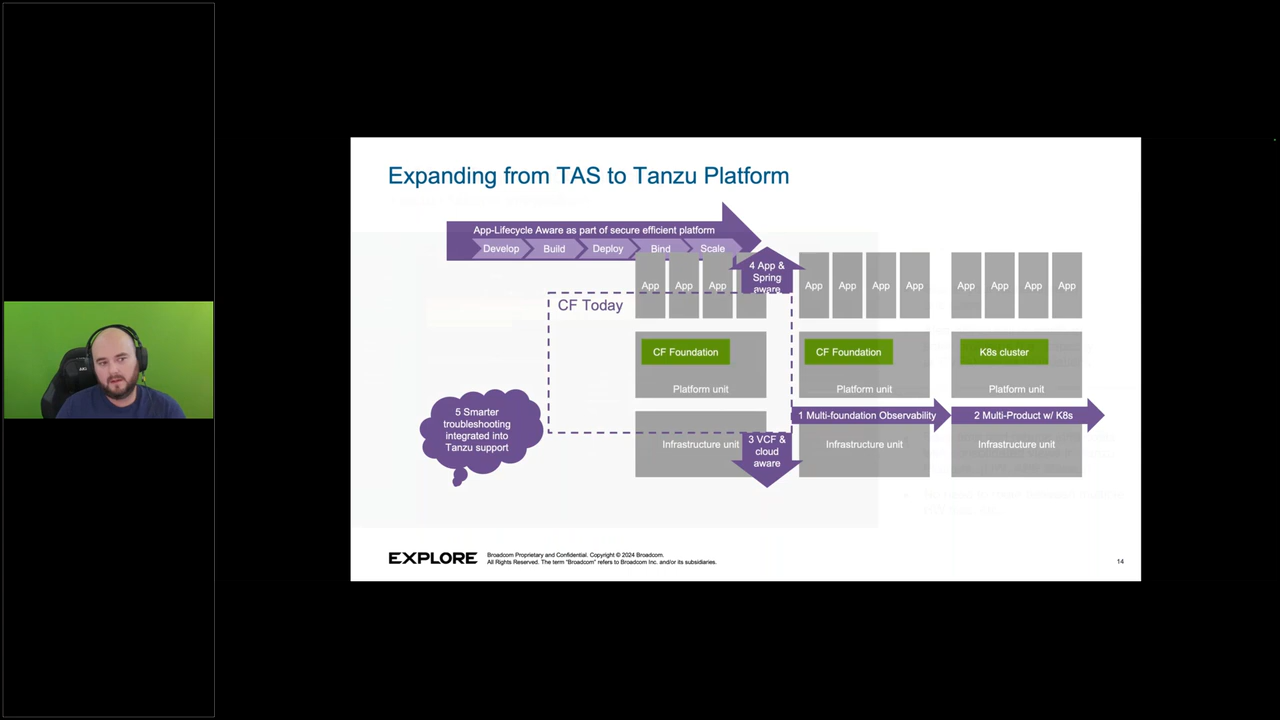 Expanding from TAS to Tanzu Platform
App-Lifecycle Aware as part of secure efficient platform
Develop
Build
Deploy
Bind
Scale
4 App &
Spring
aware
App
App
App
App
App
App
App
App
App
App
App
CF Today
CF Foundation
Platform unit
CF Foundation
Platform unit
K8s cluster
Platform unit
5 Smarter
troubleshooting
integrated into
Tanzu support
1 Multi-foundation Observability
2 Multi-Product w/ K8s
3 VCF &
cloud
aware
Infrastructure unit
Infrastructure unit
Infrastructure unit
EXPLORE
Broadcom Proprietary and Confidential. Copyright © 2024 Broadcom.
All Rights Reserved. The term "Broadcom" refers to Broadcom Inc. and/or its subsidiaries.
14